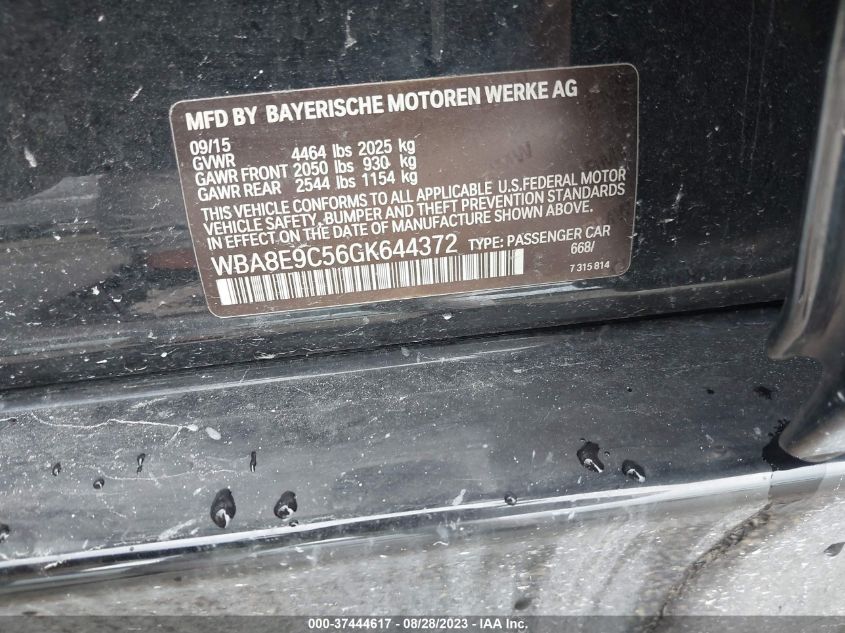 MFD BY BAYERISCHE MOTOREN WERKE AG
09/15
GVWR 4464 lbs 2025 kg
GAWR FRONT 2050 lbs 930 kg
GAWR REAR 2544 lbs 1154 kg
THIS VEHICLE CONFORMS TO ALL APPLICABLE U.S.FEDERAL MOTOR
VEHICLE SAFETY, BUMPER AND THEFT PREVENTION STANDARDS
IN EFFECT ON THE DATE OF MANUFACTURE SHOWN ABOVE.
WBA8E9C56GK644372 TYPE: PASSENGER CAR
668/
7 315 814
000-37444617 - 08/28/2023 - IAA Inc.